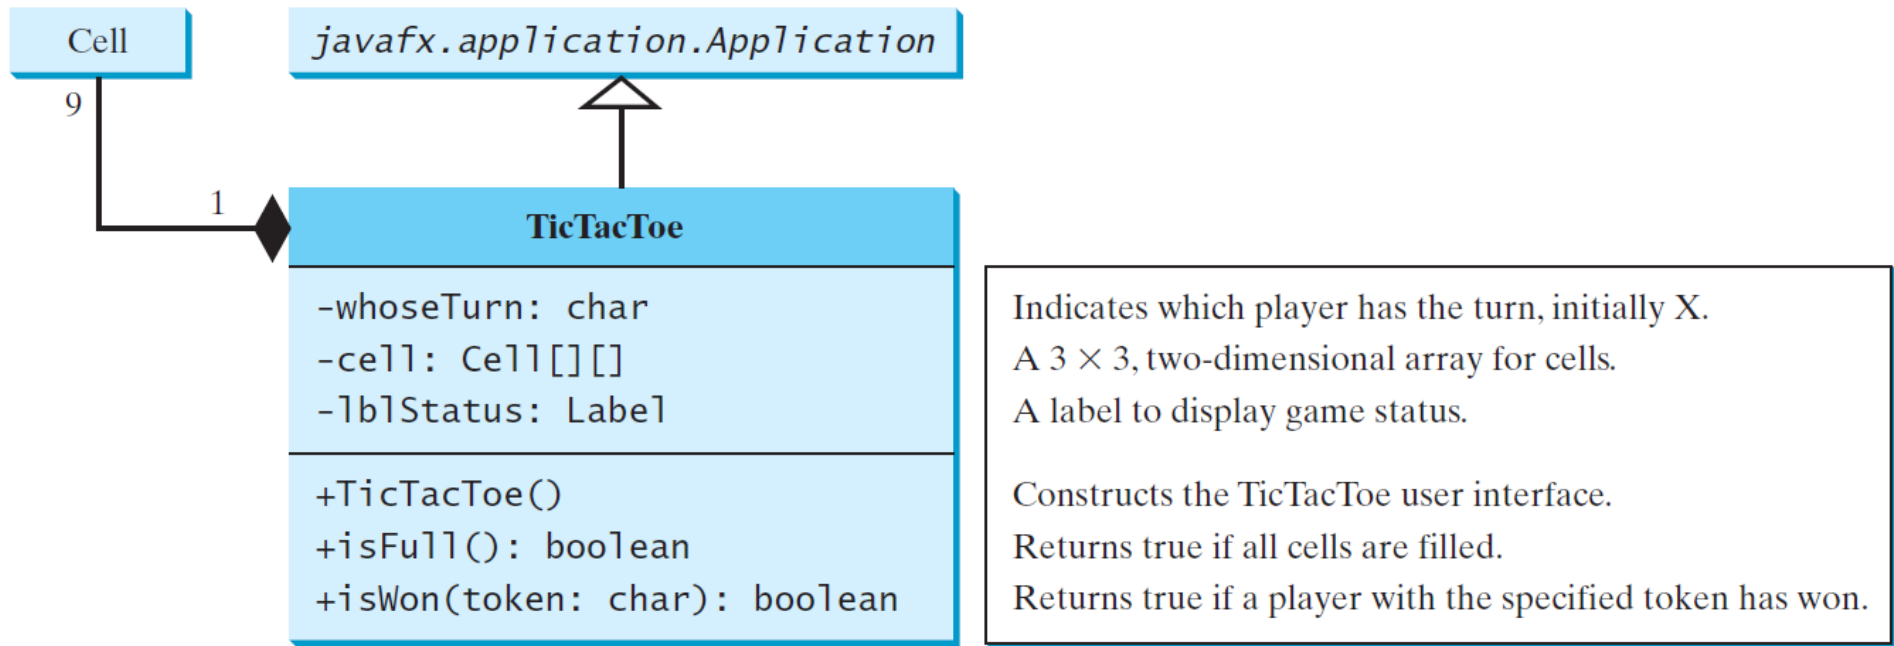 Cell
javafx.application.Application
9
1
TicTacToe
-whoseTurn: char
-cell: Cell[][]
-lblStatus: Label
+TicTacToe()
+isFull(): boolean
+isWon(token: char): boolean
Indicates which player has the turn, initially X.
A 3 × 3, two-dimensional array for cells.
A label to display game status.
Constructs the TicTacToe user interface.
Returns true if all cells are filled.
Returns true if a player with the specified token has won.